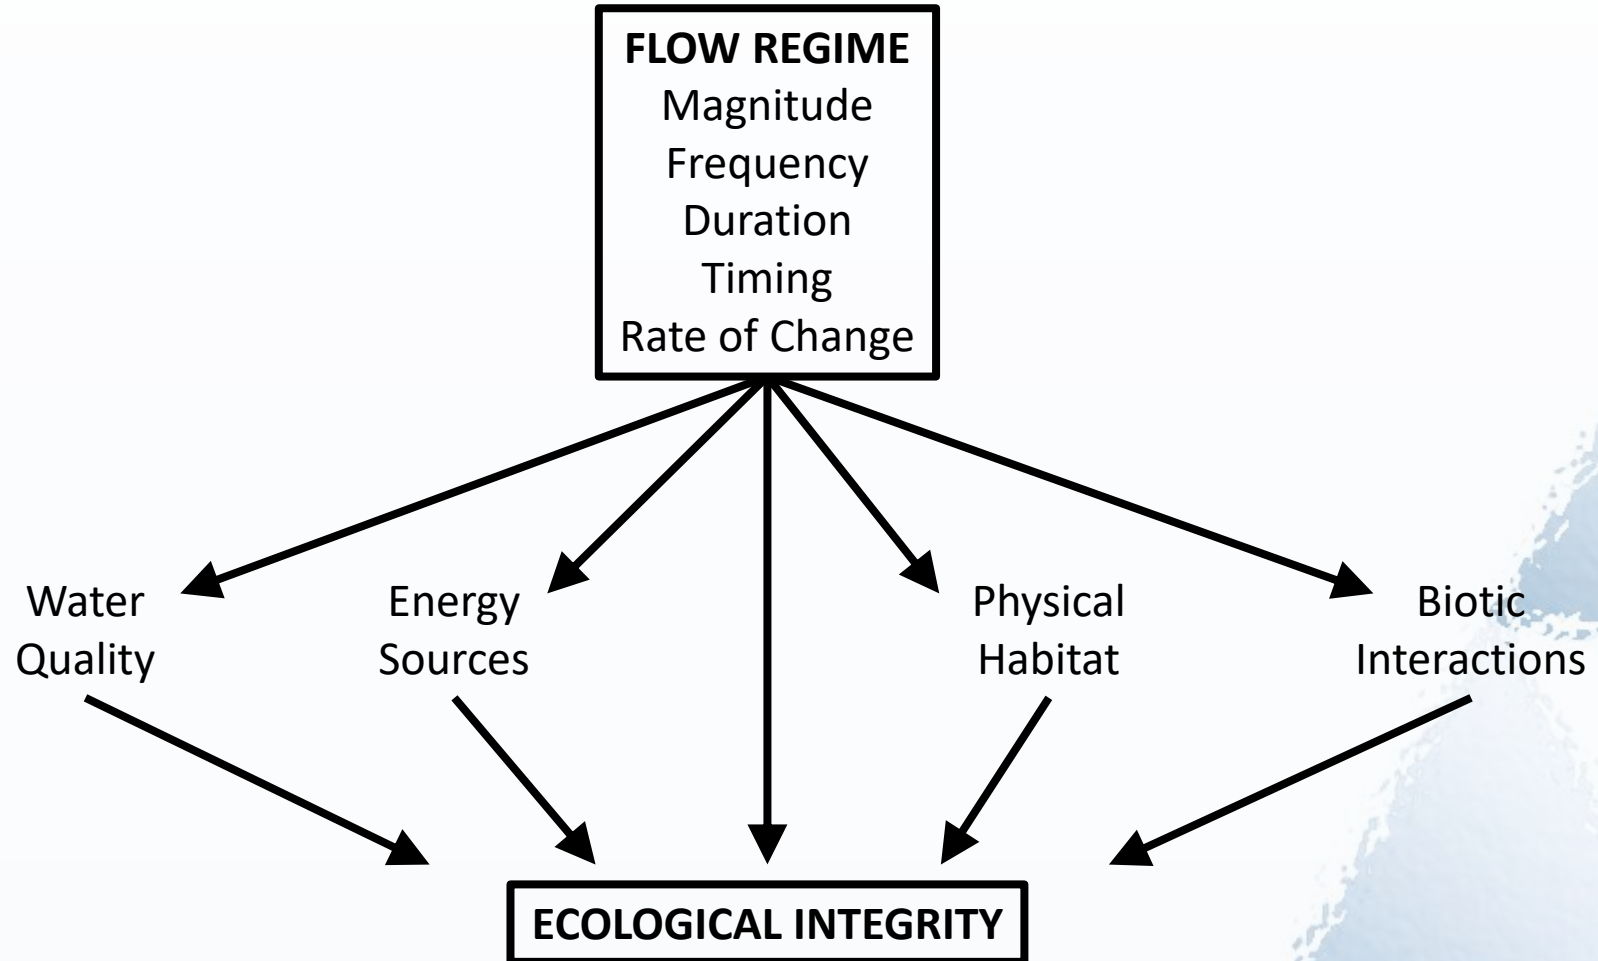 FLOW REGIME
Magnitude
Frequency
Duration
Timing
Rate of Change
Water
Quality
Energy
Sources
Physical
Habitat
Biotic
Interactions
ECOLOGICAL INTEGRITY